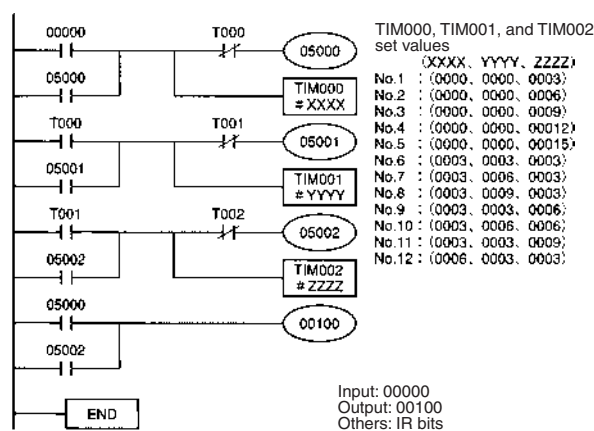 00000 T000 05000
05000 TIM000
# XXXX
T000 T001 05001
05001 TIM001
# YYYY
T001 T002 05002
05002 TIM002
# ZZZZ
05000 00100
05002
END
TIM000, TIM001, and TIM002
set values
(XXXX、YYYY、ZZZZ)
No.1 : (0000、0000、0003)
No.2 : (0000、0000、0006)
No.3 : (0000、0000、0009)
No.4 : (0000、0000、00012)
No.5 : (0000、0000、00015)
No.6 : (0003、0003、0003)
No.7 : (0003、0006、0003)
No.8 : (0003、0009、0003)
No.9 : (0003、0003、0006)
No.10 : (0003、0006、0006)
No.11 : (0003、0003、0009)
No.12 : (0006、0003、0003)
Input: 00000
Output: 00100
Others: IR bits